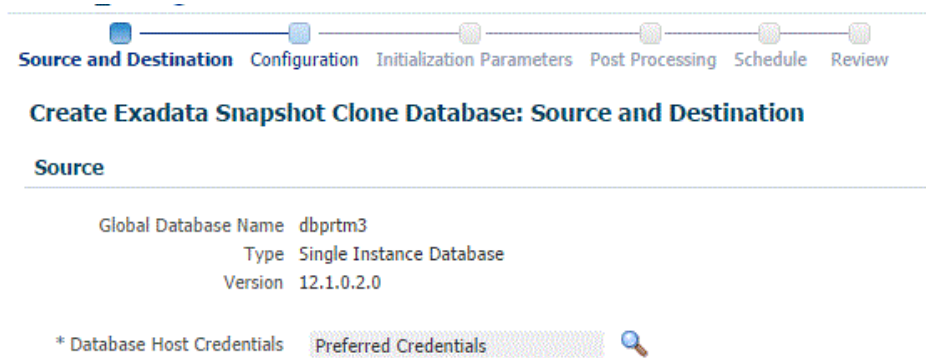 Source and Destination Configuration Initialization Parameters Post Processing Schedule Review
Create Exadata Snapshot Clone Database: Source and Destination
Source
Global Database Name dbprtm3
Type Single Instance Database
Version 12.1.0.2.0
* Database Host Credentials Preferred Credentials